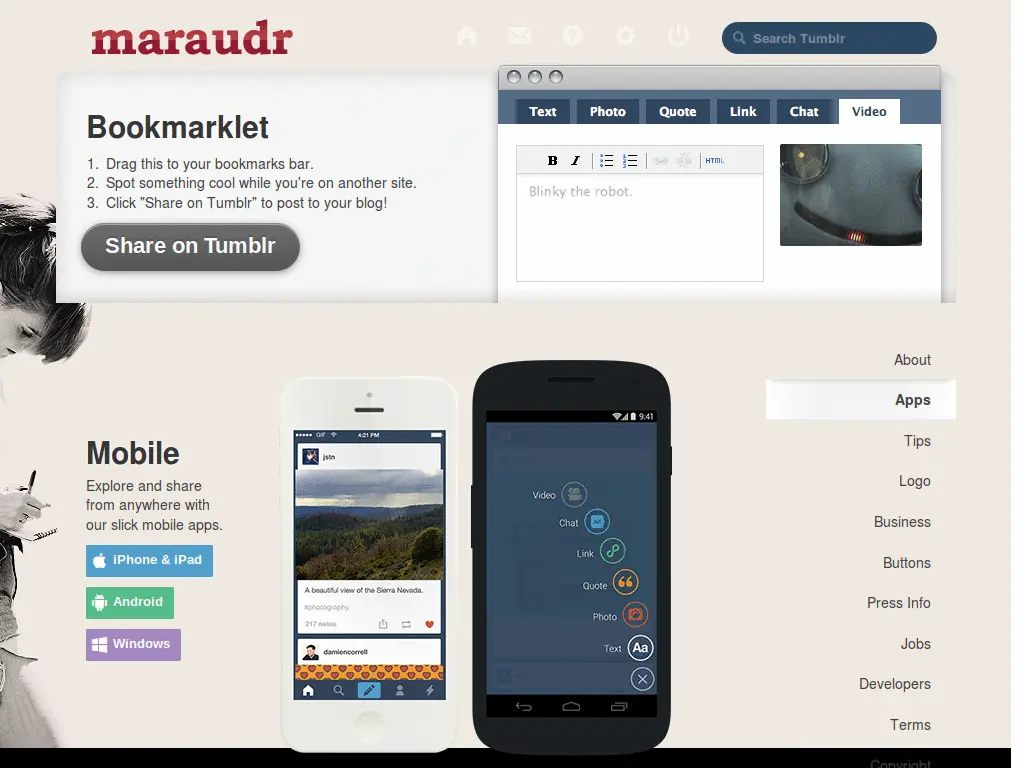 maraudr
Search Tumblr
Bookmarklet
1. Drag this to your bookmarks bar.
2. Spot something cool while you're on another site.
3. Click "Share on Tumblr" to post to your blog!
Share on Tumblr
Text Photo Quote Link Chat Video
B I HTML
Blinky the robot.
Mobile
Explore and share
from anywhere with
our slick mobile apps.
iPhone & iPad
Android
Windows
GIF 4:21 PM
jstn
A beautiful view of the Sierra Nevada.
#photography
217 notes
damiencorrell
9:41
Video
Chat
Link
Quote
Photo
Text Aa
About
Apps
Tips
Logo
Business
Buttons
Press Info
Jobs
Developers
Terms
Copyright